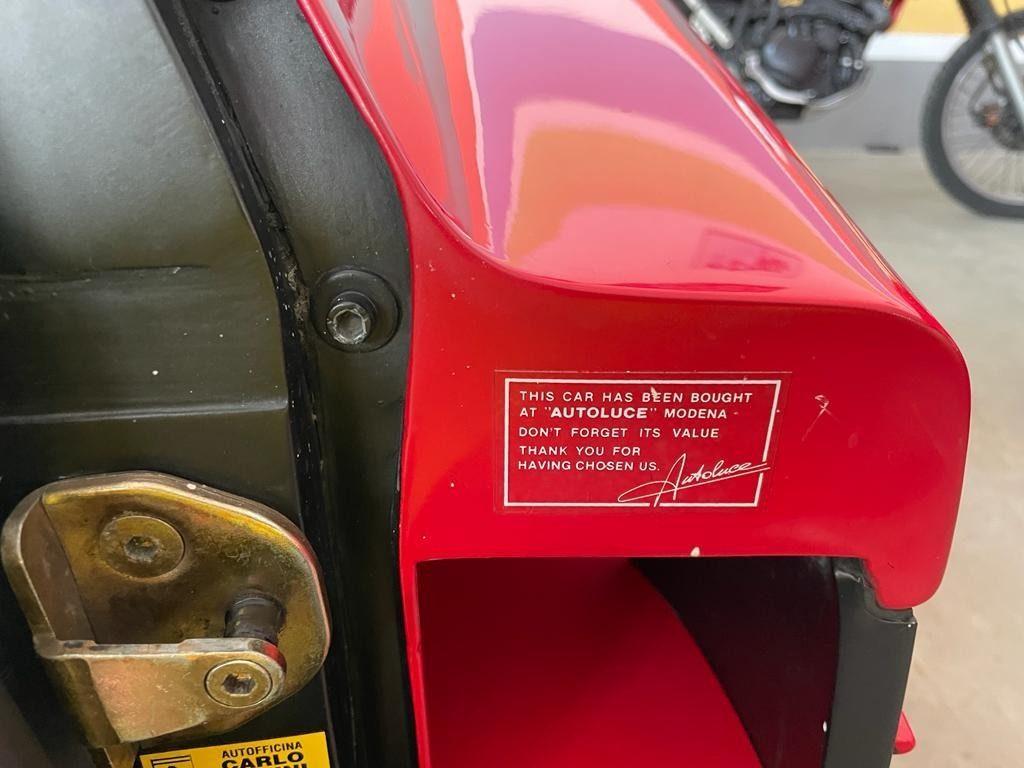 THIS CAR HAS BEEN BOUGHT
AT "AUTOLUCE" MODENA
DON'T FORGET ITS VALUE
THANK YOU FOR
HAVING CHOSEN US.
Autoluce
AUTOFFICINA
CARLO